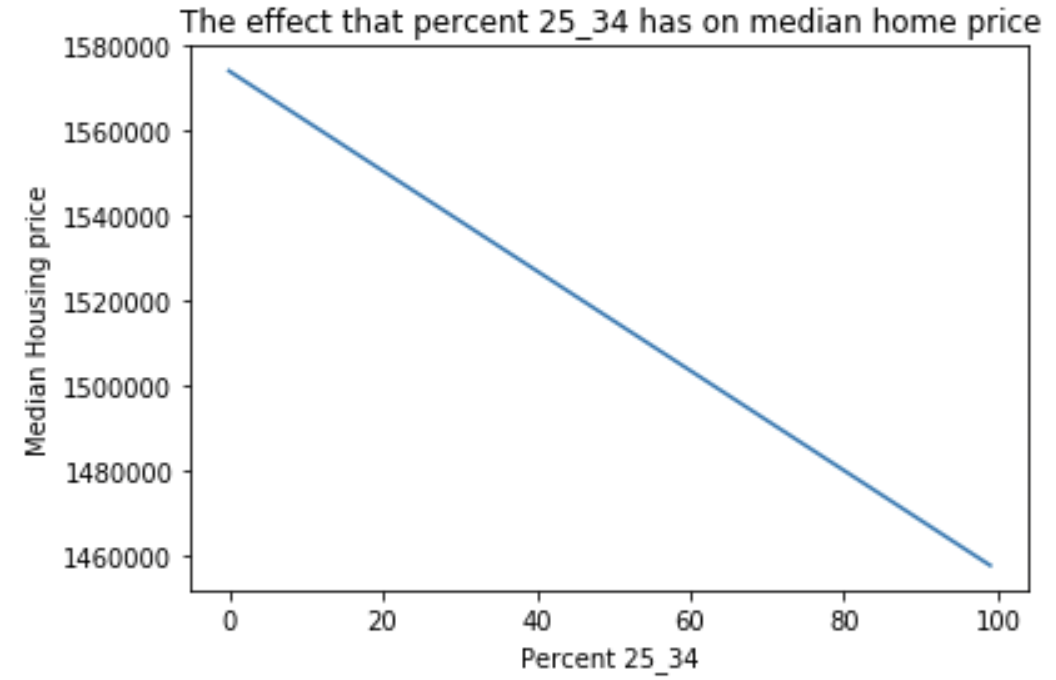 The effect that percent 25_34 has on median home price
1580000
1560000
1540000
1520000
1500000
1480000
1460000
Median Housing price
0 20 40 60 80 100
Percent 25_34